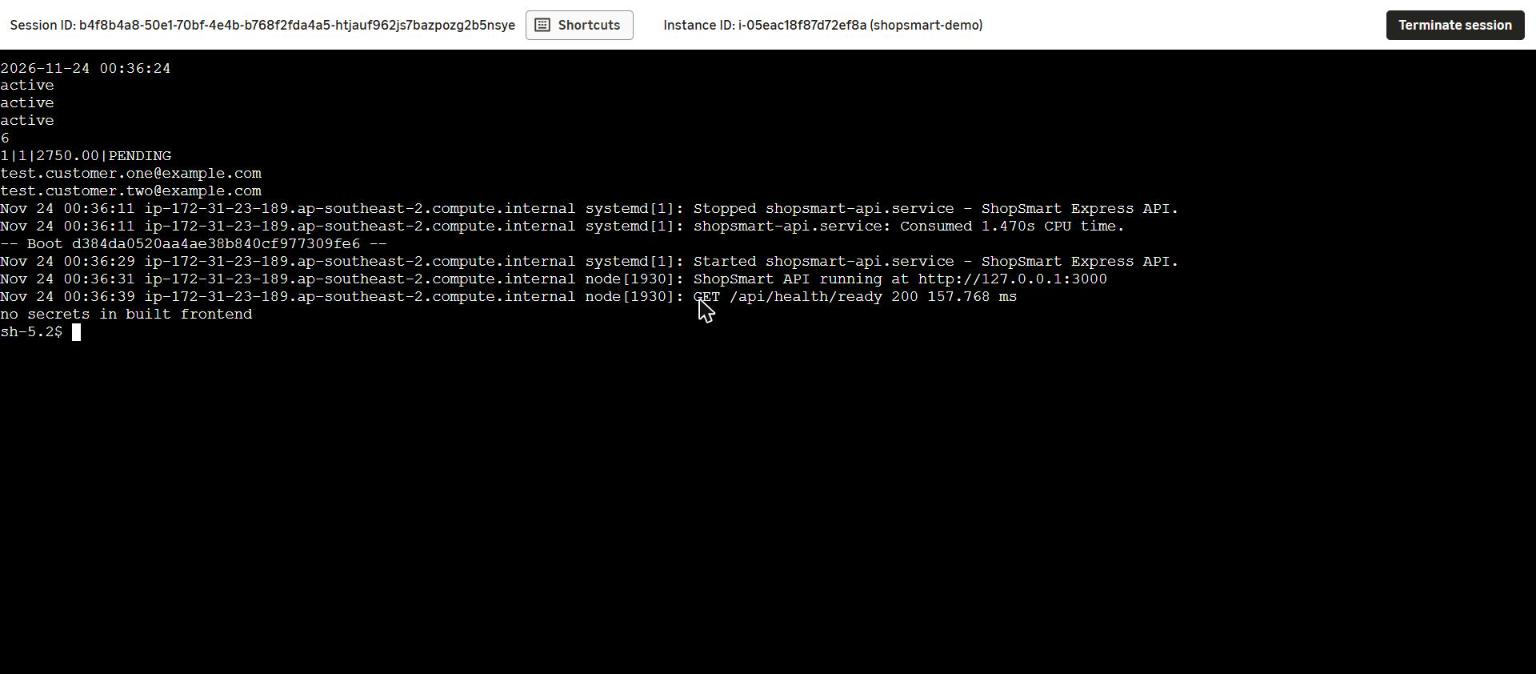 Session ID: b4f8b4a8-50e1-70bf-4e4b-b768f2fda4a5-htjauf962js7bazpozg2b5nsye Shortcuts Instance ID: i-05eac18f87d72ef8a (shopsmart-demo) Terminate session
2026-11-24 00:36:24
active
active
active
6
1|1|2750.00|PENDING
test.customer.one@example.com
test.customer.two@example.com
Nov 24 00:36:11 ip-172-31-23-189.ap-southeast-2.compute.internal systemd[1]: Stopped shopsmart-api.service - ShopSmart Express API.
Nov 24 00:36:11 ip-172-31-23-189.ap-southeast-2.compute.internal systemd[1]: shopsmart-api.service: Consumed 1.470s CPU time.
-- Boot d384da0520aa4ae38b840cf977309fe6 --
Nov 24 00:36:29 ip-172-31-23-189.ap-southeast-2.compute.internal systemd[1]: Started shopsmart-api.service - ShopSmart Express API.
Nov 24 00:36:31 ip-172-31-23-189.ap-southeast-2.compute.internal node[1930]: ShopSmart API running at http://127.0.0.1:3000
Nov 24 00:36:39 ip-172-31-23-189.ap-southeast-2.compute.internal node[1930]: GET /api/health/ready 200 157.768 ms
no secrets in built frontend
sh-5.2$